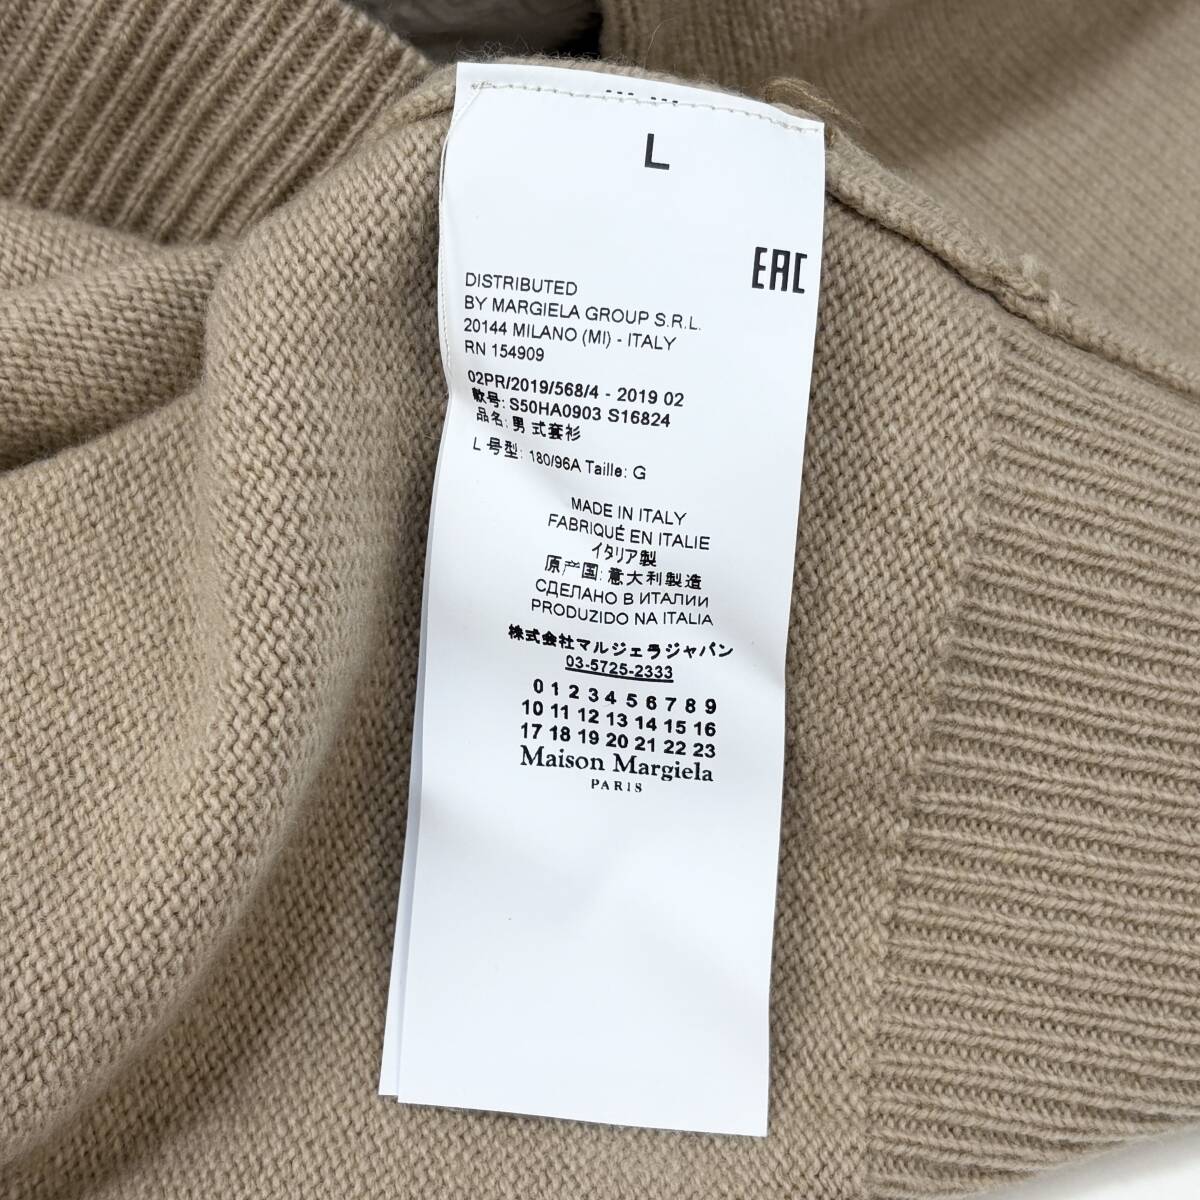 L
EAC
DISTRIBUTED
BY MARGIELA GROUP S.R.L.
20144 MILANO (MI) - ITALY
RN 154909
02PR/2019/568/4 - 2019 02
款号: S50HA0903 S16824
品名: 男 式套衫
L 号型: 180/96A Taille: G
MADE IN ITALY
FABRIQUÉ EN ITALIE
イタリア製
原产国: 意大利製造
СДЕЛАНО В ИТАЛИИ
PRODUZIDO NA ITALIA
株式会社マルジェラジャパン
03-5725-2333
0 1 2 3 4 5 6 7 8 9
10 11 12 13 14 15 16
17 18 19 20 21 22 23
Maison Margiela
PARIS